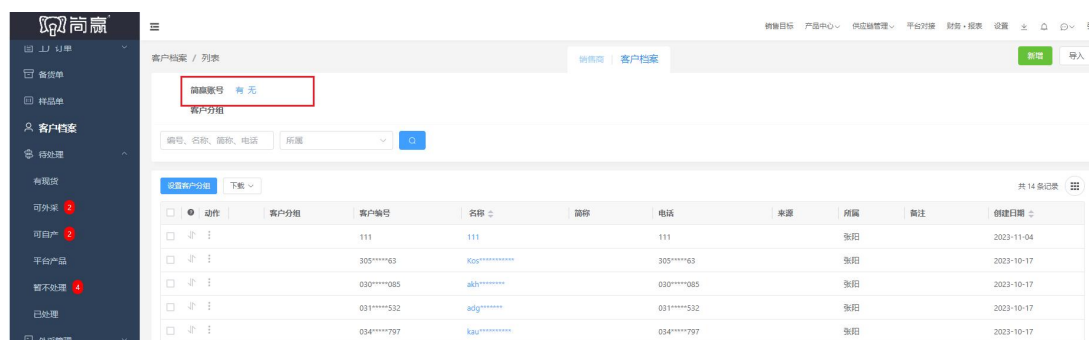 简赢
销售目标 产品中心 供应链管理 平台对接 财务·报表 设置
客户档案 / 列表
销售商 客户档案
新增 导入
备货单
样品单
客户档案
待处理
有现货
可外采 2
可自产 2
平台产品
暂不处理 4
已处理
简赢账号 有 无
客户分组
编号、名称、简称、电话 所属
设置客户分组 下载
共 14 条记录
动作 客户分组 客户编号 名称 简称 电话 来源 所属 备注 创建日期
111 111 111 张阳 2023-11-04
305*****63 Kos*********** 305*****63 张阳 2023-10-17
030*****085 akh******** 030*****085 张阳 2023-10-17
031*****532 adg******* 031*****532 张阳 2023-10-17
034*****797 kau********** 034*****797 张阳 2023-10-17